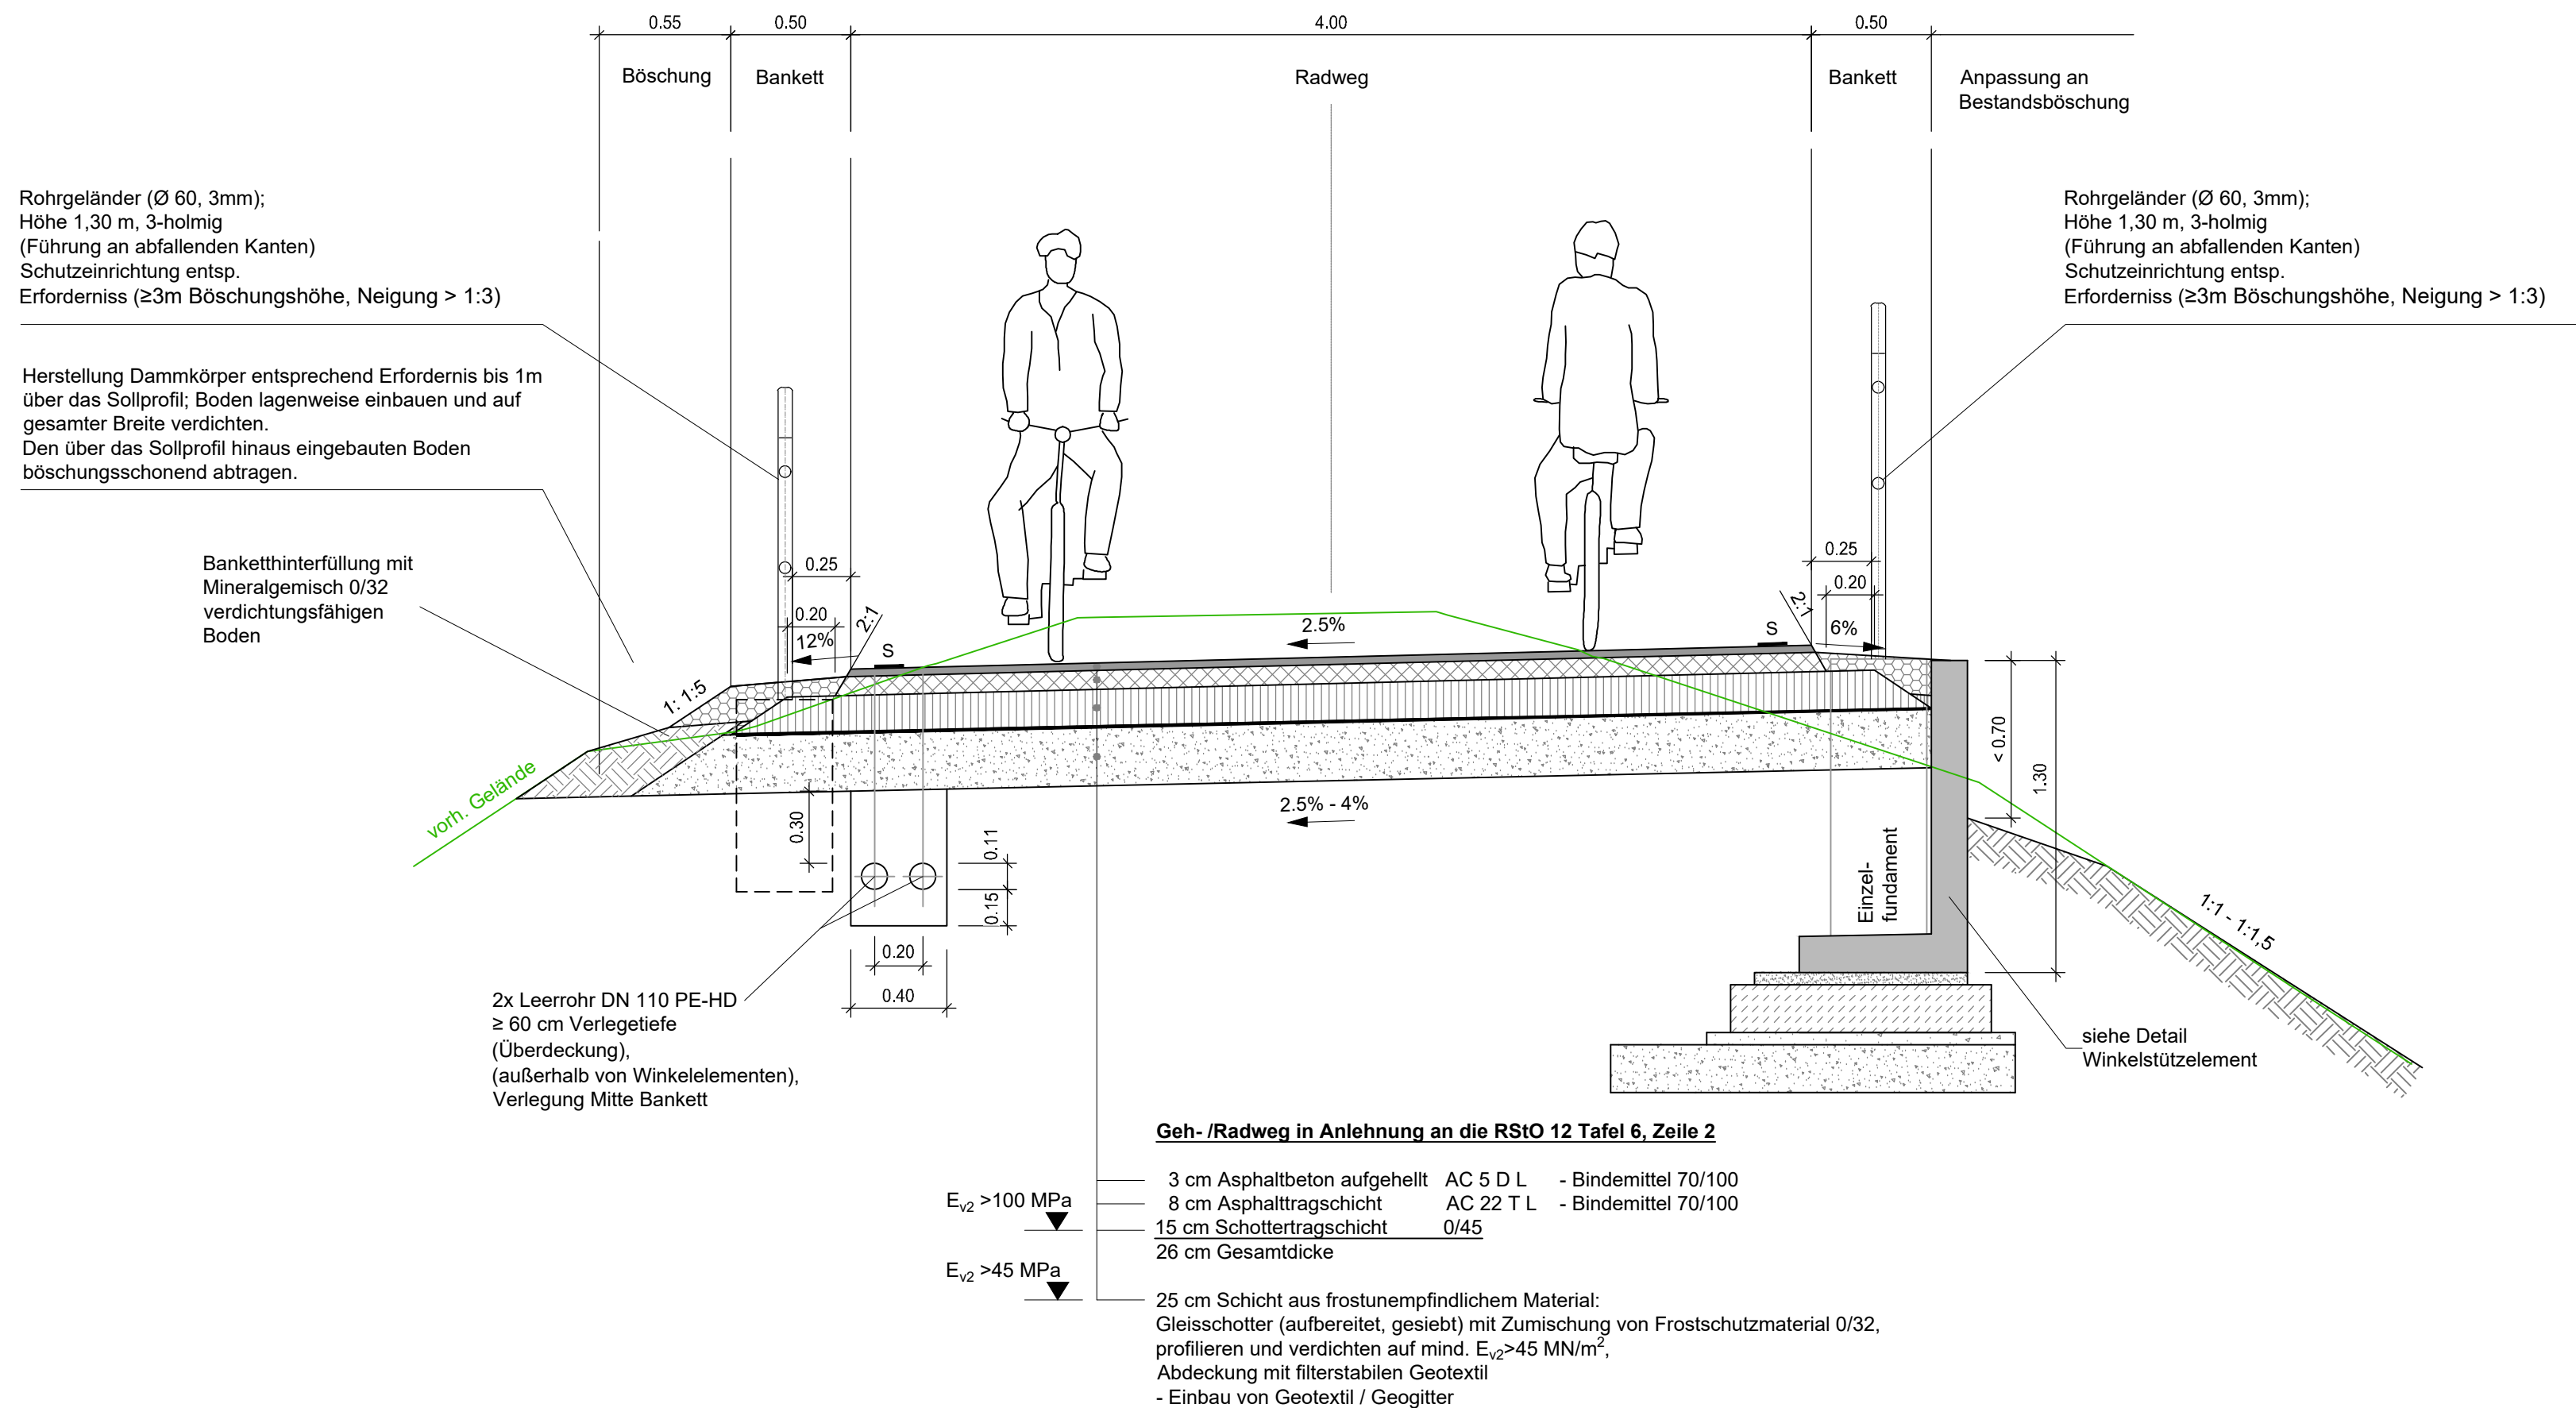 0.55
0.50
4.00
0.50
Böschung
Bankett
Radweg
Bankett
Anpassung an
Bestandsböschung
Rohrgeländer (Ø 60, 3mm);
Höhe 1,30 m, 3-holmig
(Führung an abfallenden Kanten)
Schutzeinrichtung entsp.
Erforderniss (≥3m Böschungshöhe, Neigung > 1:3)
Rohrgeländer (Ø 60, 3mm);
Höhe 1,30 m, 3-holmig
(Führung an abfallenden Kanten)
Schutzeinrichtung entsp.
Erforderniss (≥3m Böschungshöhe, Neigung > 1:3)
Herstellung Dammkörper entsprechend Erfordernis bis 1m
über das Sollprofil; Boden lagenweise einbauen und auf
gesamter Breite verdichten.
Den über das Sollprofil hinaus eingebauten Boden
böschungsschonend abtragen.
Banketthinterfüllung mit
Mineralgemisch 0/32
verdichtungsfähigen
Boden
0.25
0.20
12%
2:1
S
2.5%
S
2:1
0.25
0.20
6%
1: 1:5
vorh. Gelände
2.5% - 4%
0.30
0.11
0.15
0.20
0.40
< 0.70
1.30
Einzel-
fundament
1:1 - 1:1,5
2x Leerrohr DN 110 PE-HD
≥ 60 cm Verlegetiefe
(Überdeckung),
(außerhalb von Winkelelementen),
Verlegung Mitte Bankett
siehe Detail
Winkelstützelement
Geh- /Radweg in Anlehnung an die RStO 12 Tafel 6, Zeile 2
3 cm Asphaltbeton aufgehellt AC 5 D L - Bindemittel 70/100
8 cm Asphalttragschicht AC 22 T L - Bindemittel 70/100
15 cm Schottertragschicht 0/45
26 cm Gesamtdicke
Ev2 >100 MPa
Ev2 >45 MPa
25 cm Schicht aus frostunempfindlichem Material:
Gleisschotter (aufbereitet, gesiebt) mit Zumischung von Frostschutzmaterial 0/32,
profilieren und verdichten auf mind. Ev2>45 MN/m²,
Abdeckung mit filterstabilen Geotextil
- Einbau von Geotextil / Geogitter